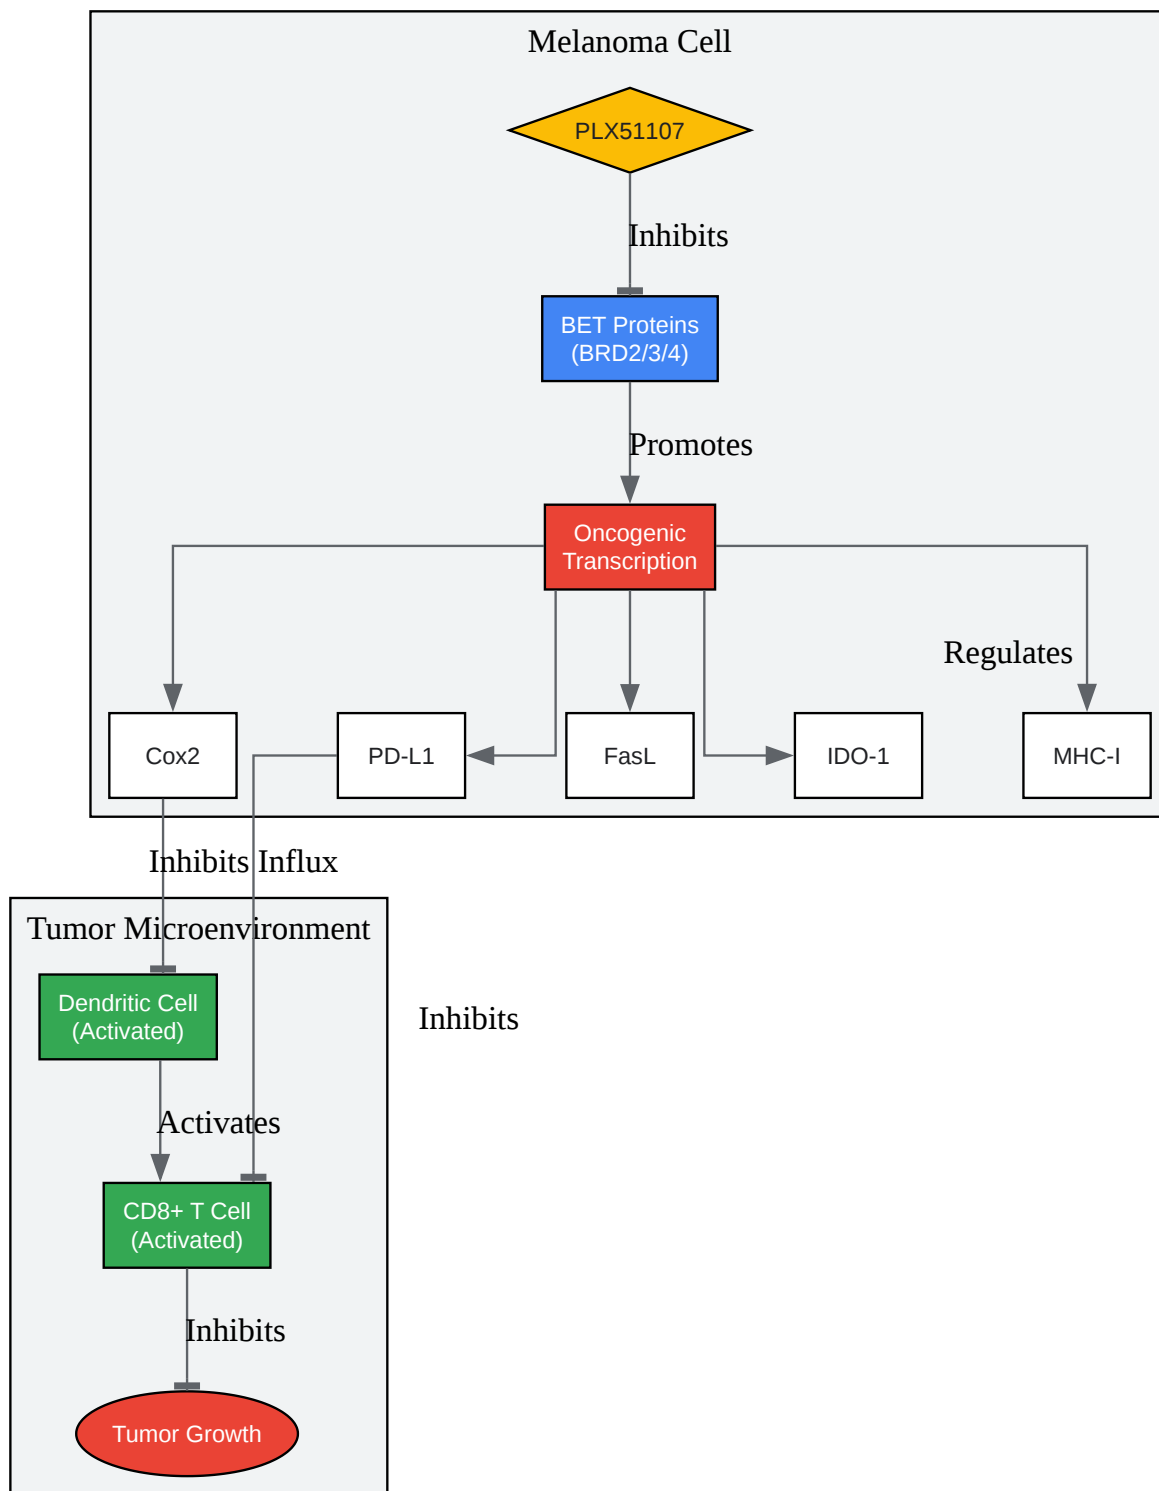 Melanoma Cell
PLX51107
Inhibits
BET Proteins
(BRD2/3/4)
Promotes
Oncogenic
Transcription
Regulates
Cox2
PD-L1
FasL
IDO-1
MHC-I
Inhibits Influx
Tumor Microenvironment
Dendritic Cell
(Activated)
Inhibits
Activates
CD8+ T Cell
(Activated)
Inhibits
Tumor Growth